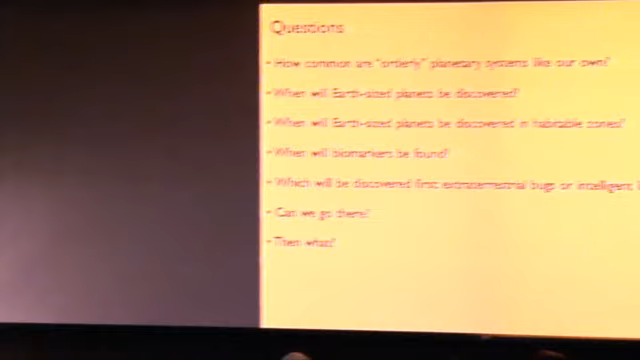 Questions
• How common are "orderly" planetary systems like our own?
• When will Earth-sized planets be discovered?
• When will Earth-sized planets be discovered in habitable zones?
• When will biomarkers be found?
• Which will be discovered first extraterrestrial bugs or intelligent
• Can we go there?
• Then what?